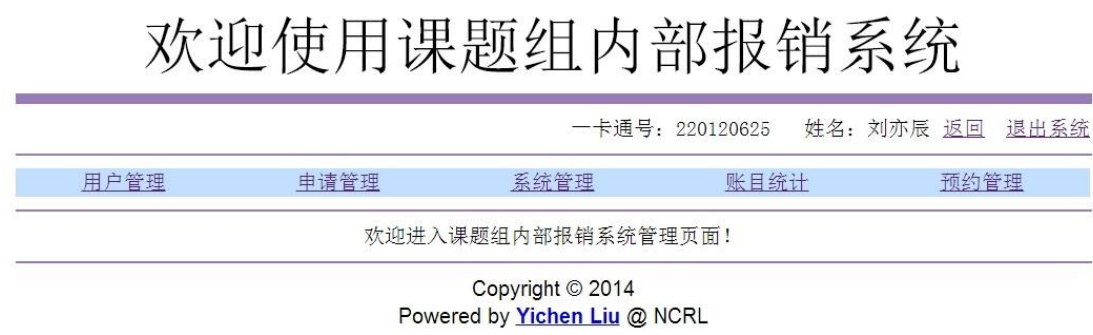 欢迎使用课题组内部报销系统
一卡通号：220120625 姓名：刘亦辰 返回 退出系统
用户管理 申请管理 系统管理 账目统计 预约管理
欢迎进入课题组内部报销系统管理页面！
Copyright © 2014
Powered by Yichen Liu @ NCRL